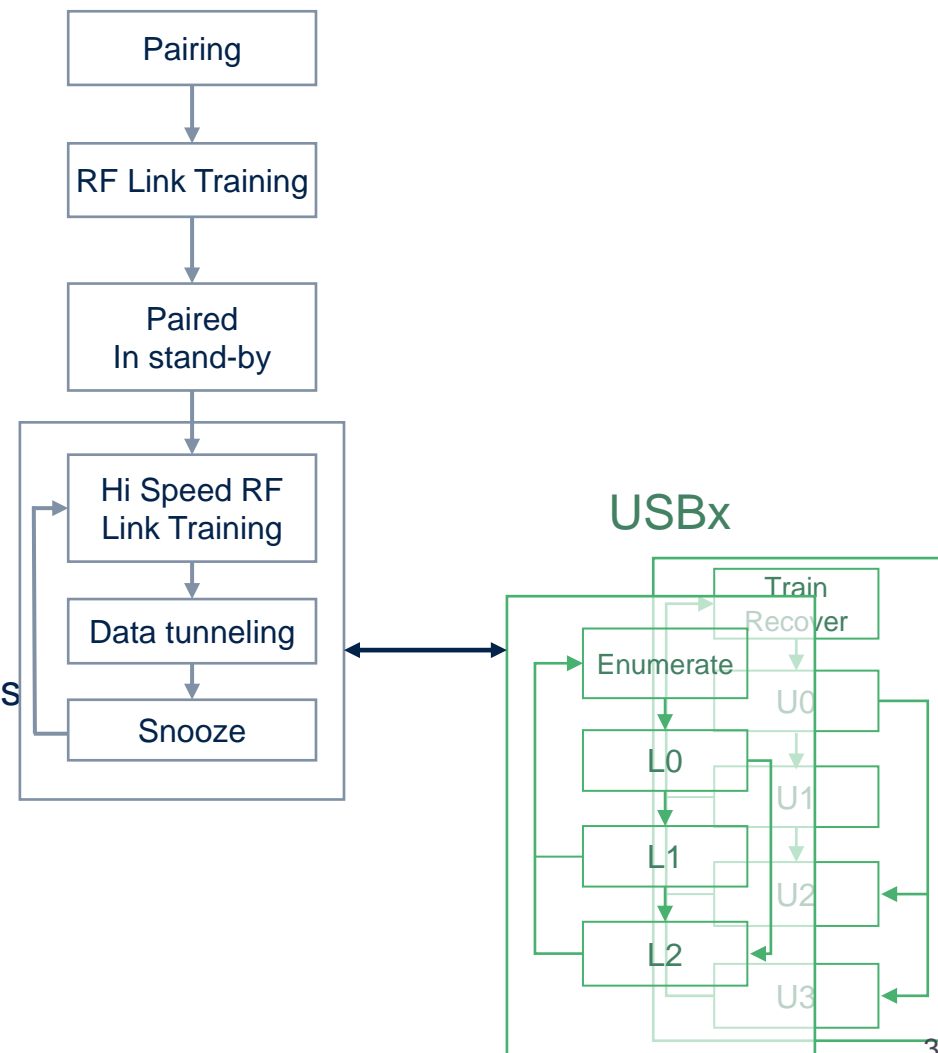 Pairing
RF Link Training
Paired
In stand-by
Hi Speed RF
Link Training
Data tunneling
s
Snooze
USBx
Train
Recover
Enumerate
U0
L0
U1
L1
U2
L2
U3
3